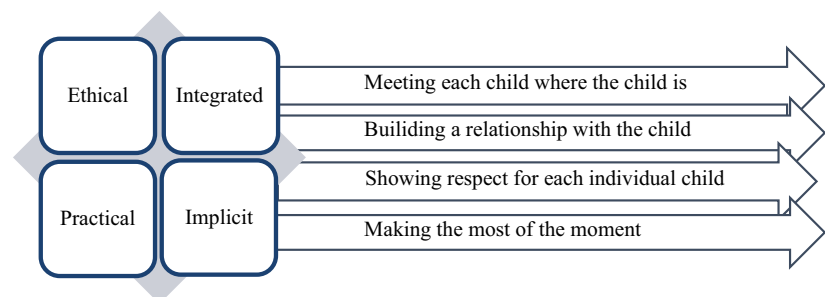 Ethical
Integrated
Practical
Implicit
Meeting each child where the child is
Builiding a relationship with the child
Showing respect for each individual child
Making the most of the moment